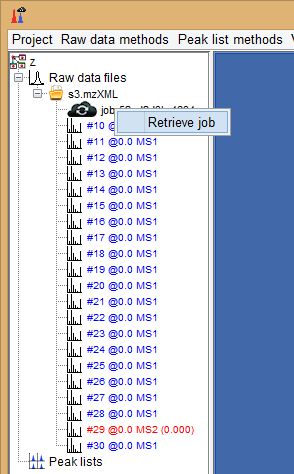 Project Raw data methods Peak list methods
Z
Raw data files
s3.mzXML
Retrieve job
#10
#11 @0.0 MS1
#12 @0.0 MS1
#13 @0.0 MS1
#14 @0.0 MS1
#15 @0.0 MS1
#16 @0.0 MS1
#17 @0.0 MS1
#18 @0.0 MS1
#19 @0.0 MS1
#20 @0.0 MS1
#21 @0.0 MS1
#22 @0.0 MS1
#23 @0.0 MS1
#24 @0.0 MS1
#25 @0.0 MS1
#26 @0.0 MS1
#27 @0.0 MS1
#28 @0.0 MS1
#29 @0.0 MS2 (0.000)
#30 @0.0 MS1
Peak lists